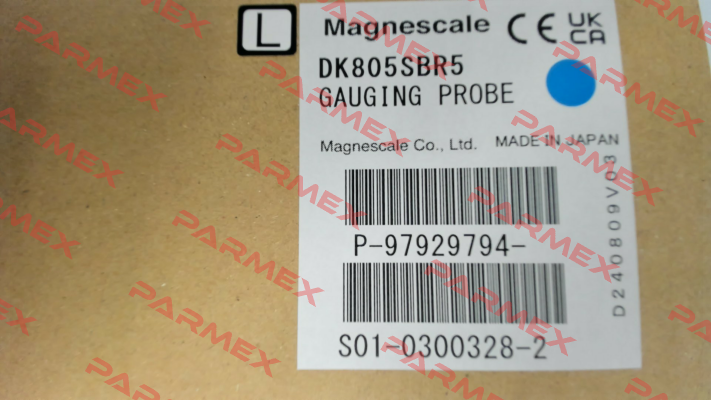 L
Magnescale CE UK CA
DK805SBR5
GAUGING PROBE
Magnescale Co., Ltd. MADE IN JAPAN
P-97929794-
S01-0300328-2
D240809V03
PARMEX